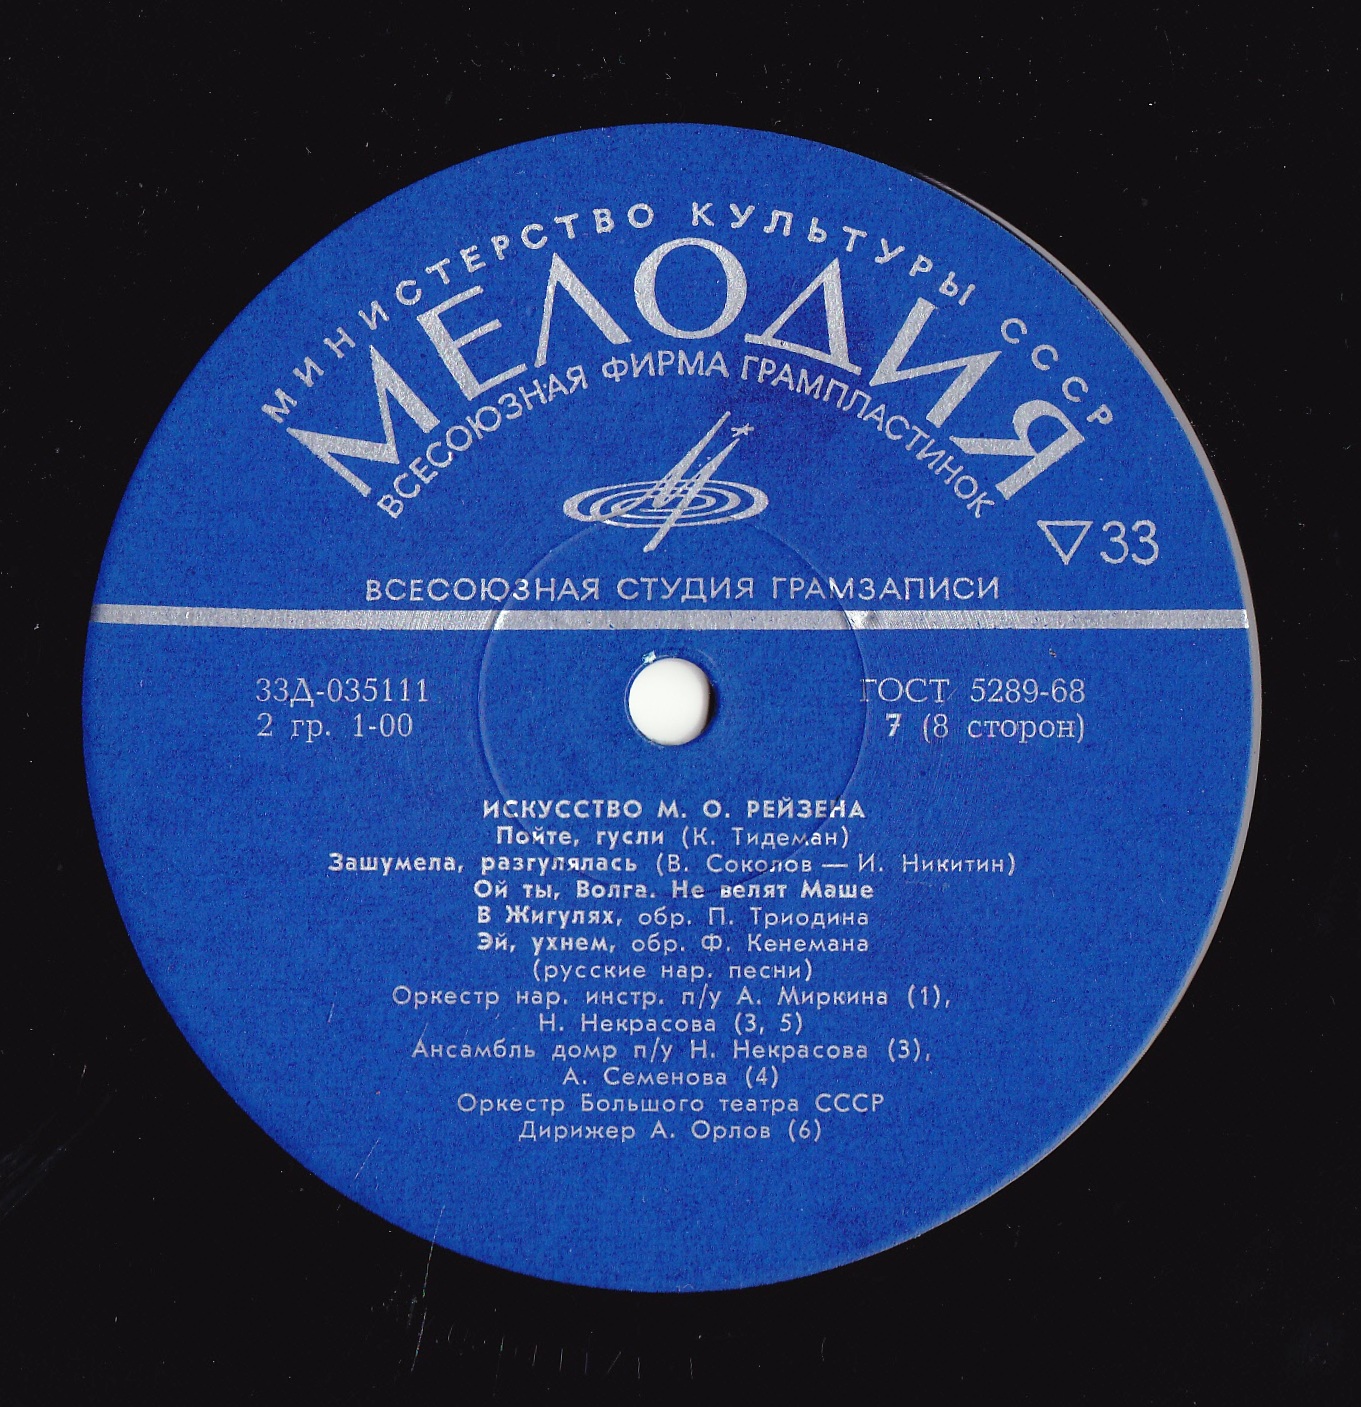 МИНИСТЕРСТВО КУЛЬТУРЫ СССР
МЕЛОДИЯ
ВСЕСОЮЗНАЯ ФИРМА ГРАМПЛАСТИНОК
33
ВСЕСОЮЗНАЯ СТУДИЯ ГРАМЗАПИСИ
33Д-035111
2 гр. 1-00
ГОСТ 5289-68
7 (8 сторон)
ИСКУССТВО М. О. РЕЙЗЕНА
Пойте, гусли (К. Тидеман)
Зашумела, разгулялась (В. Соколов — И. Никитин)
Ой ты, Волга. Не велят Маше
В Жигулях, обр. П. Триодина
Эй, ухнем, обр. Ф. Кенемана
(русские нар. песни)
Оркестр нар. инстр. п/у А. Миркина (1),
Н. Некрасова (3, 5)
Ансамбль домр п/у Н. Некрасова (3),
А. Семенова (4)
Оркестр Большого театра СССР
Дирижер А. Орлов (6)